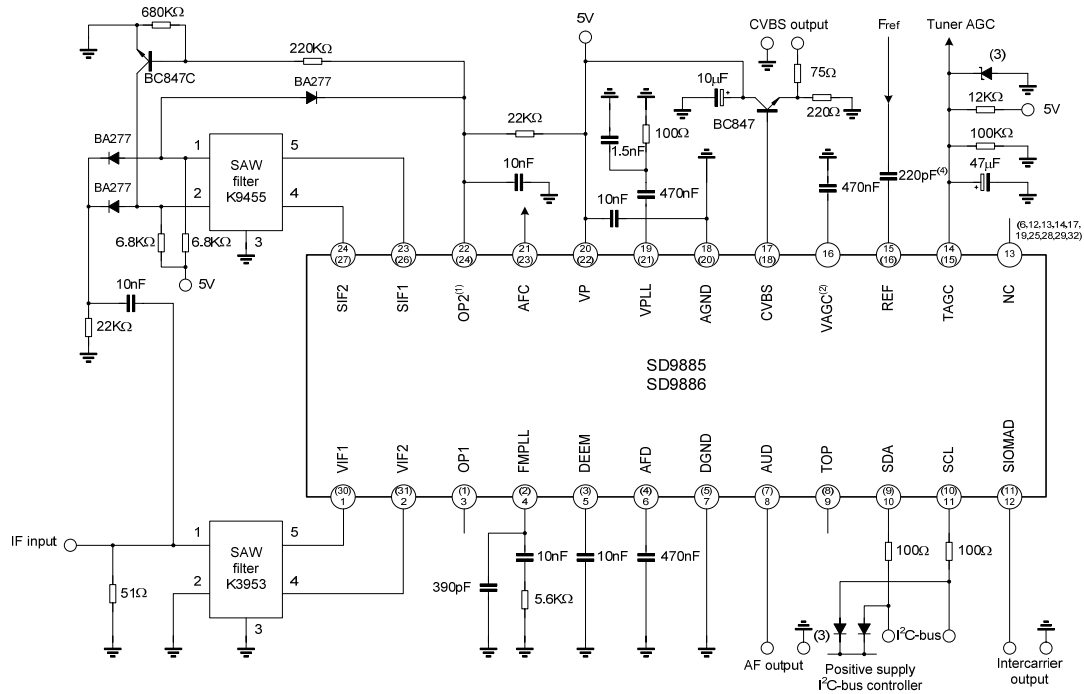 680KΩ
5V
CVBS output
Fref
Tuner AGC
BC847C
220KΩ
BA277
10µF
+
BC847
75Ω
220Ω
(3)
12KΩ
5V
100KΩ
47µF
+
BA277
BA277
1
2
5
4
3
SAW
filter
K9455
22KΩ
10nF
1.5nF
100Ω
470nF
10nF
470nF
220pF(4)
6.8KΩ
6.8KΩ
5V
(6,12,13,14,17,
19,25,28,29,32)
24
(27)
23
(26)
22
(24)
21
(23)
20
(22)
19
(21)
18
(20)
17
(18)
16
15
(16)
14
(15)
13
10nF
22KΩ
SIF2
SIF1
OP2(1)
AFC
VP
VPLL
AGND
CVBS
VAGC(2)
REF
TAGC
NC
SD9885
SD9886
VIF1
VIF2
OP1
FMPLL
DEEM
AFD
DGND
AUD
TOP
SDA
SCL
SIOMAD
(30)
1
(31)
2
(1)
3
(2)
4
(3)
5
(4)
6
(5)
7
(7)
8
(8)
9
(9)
10
(10)
11
(11)
12
IF input
51Ω
1
2
5
4
3
SAW
filter
K3953
390pF
10nF
5.6KΩ
10nF
470nF
100Ω
100Ω
AF output
(3)
I2C-bus
Positive supply
I2C-bus controller
Intercarrier
output